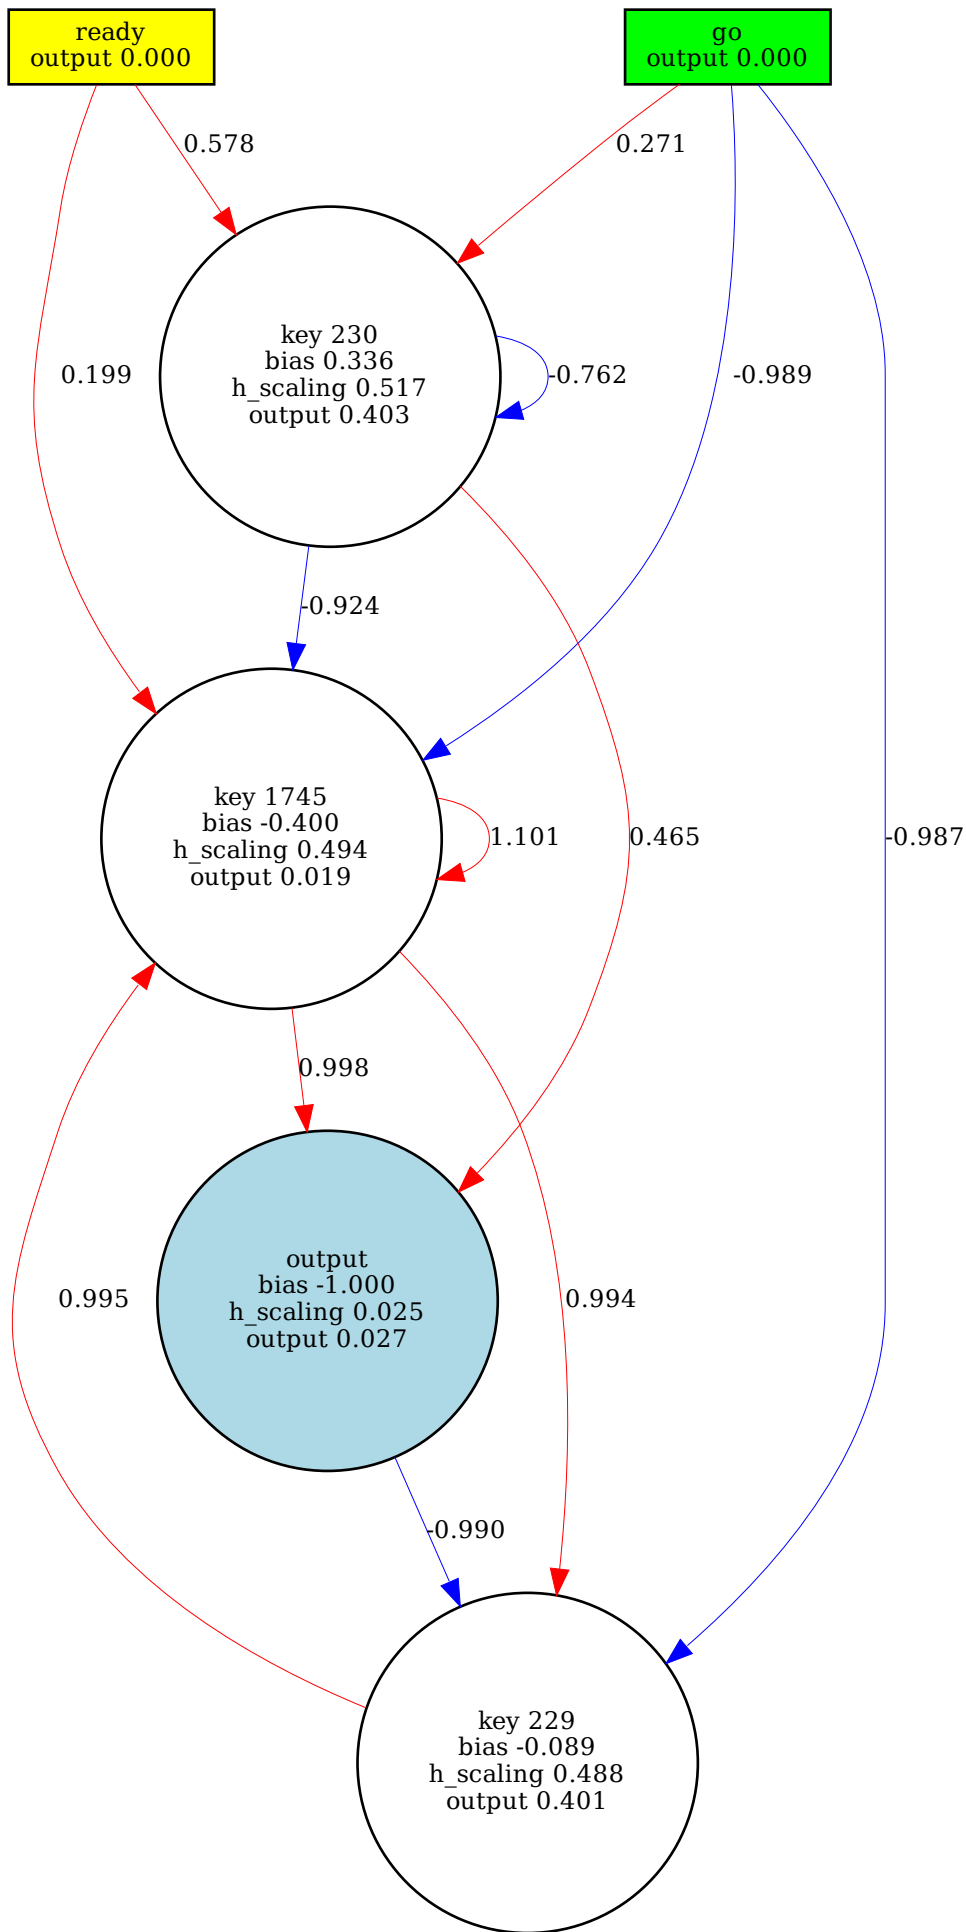 ready
output 0.000
go
output 0.000
0.578
0.271
key 230
bias 0.336
h_scaling 0.517
output 0.403
0.199
-0.762
-0.989
-0.924
key 1745
bias -0.400
h_scaling 0.494
output 0.019
1.101
0.465
-0.987
0.998
output
bias -1.000
h_scaling 0.025
output 0.027
0.995
0.994
-0.990
key 229
bias -0.089
h_scaling 0.488
output 0.401